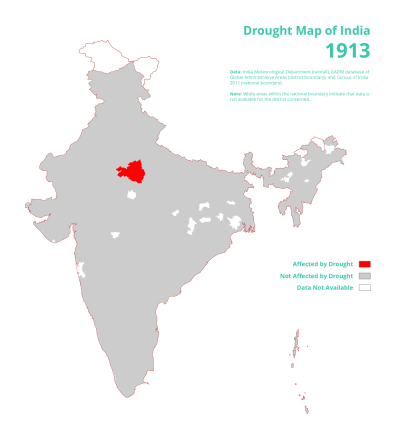 Drought Map of India
1913
Data: India Meteorological Department (rainfall), GADM database of
Global Administrative Areas (district boundary), and Census of India
2011 (national boundary).
Note: White areas within the national boundary indicate that data is
not available for the district concerned.
Affected by Drought
Not Affected by Drought
Data Not Available